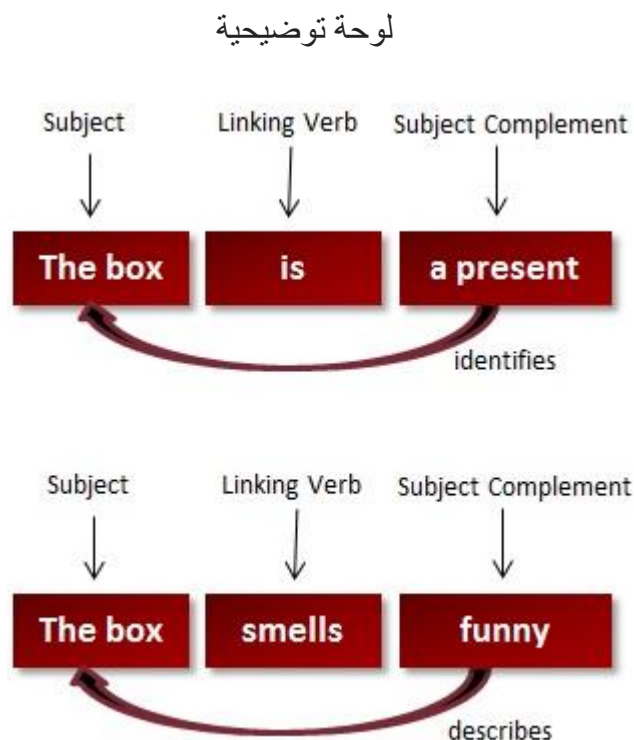 لوحة توضيحية
Subject Linking Verb Subject Complement
The box is a present
identifies
Subject Linking Verb Subject Complement
The box smells funny
describes